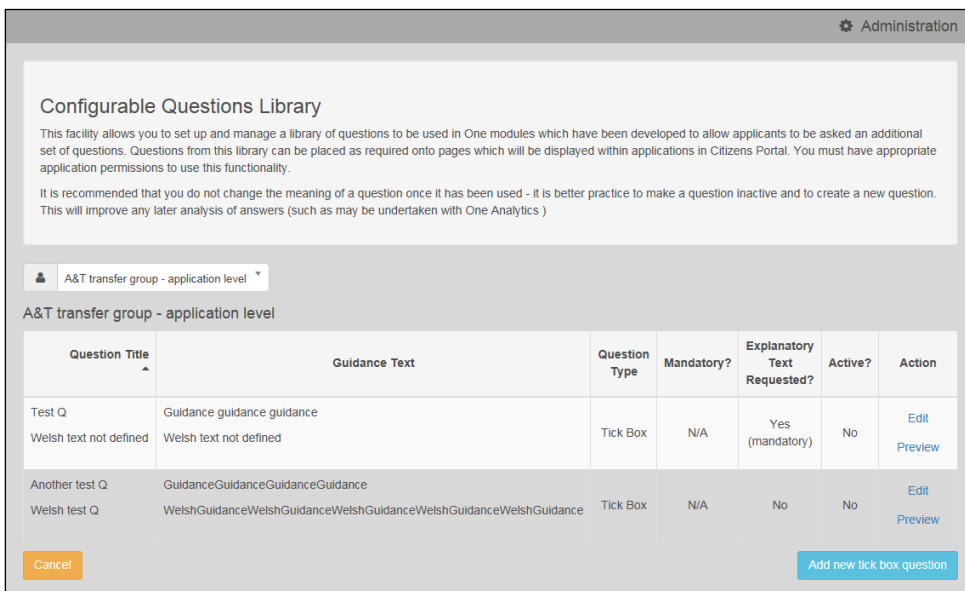 Administration
Configurable Questions Library
This facility allows you to set up and manage a library of questions to be used in One modules which have been developed to allow applicants to be asked an additional
set of questions. Questions from this library can be placed as required onto pages which will be displayed within applications in Citizens Portal. You must have appropriate
application permissions to use this functionality.
It is recommended that you do not change the meaning of a question once it has been used - it is better practice to make a question inactive and to create a new question.
This will improve any later analysis of answers (such as may be undertaken with One Analytics )
A&T transfer group - application level
A&T transfer group - application level
Question Title
Guidance Text
Question
Type
Mandatory?
Explanatory
Text
Requested?
Active?
Action
Test Q
Welsh text not defined
Guidance guidance guidance
Welsh text not defined
Tick Box
N/A
Yes
(mandatory)
No
Edit
Preview
Another test Q
Welsh test Q
GuidanceGuidanceGuidanceGuidance
WelshGuidanceWelshGuidanceWelshGuidanceWelshGuidanceWelshGuidance
Tick Box
N/A
No
No
Edit
Preview
Cancel
Add new tick box question